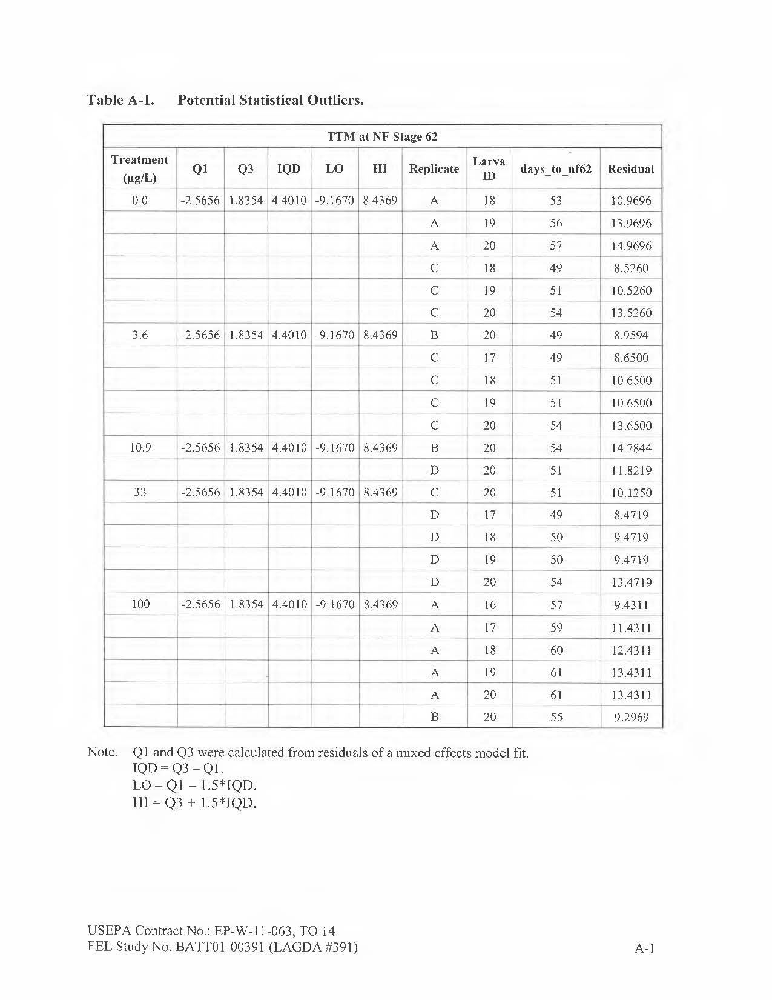 Table A-1. Potential Statistical Outliers.
TTM at NF Stage 62
Treatment (µg/L) Q1 Q3 IQD LO HI Replicate Larva ID days_to_nf62 Residual
0.0 -2.5656 1.8354 4.4010 -9.1670 8.4369 A 18 53 10.9696
A 19 56 13.9696
A 20 57 14.9696
C 18 49 8.5260
C 19 51 10.5260
C 20 54 13.5260
3.6 -2.5656 1.8354 4.4010 -9.1670 8.4369 B 20 49 8.9594
C 17 49 8.6500
C 18 51 10.6500
C 19 51 10.6500
C 20 54 13.6500
10.9 -2.5656 1.8354 4.4010 -9.1670 8.4369 B 20 54 14.7844
D 20 51 11.8219
33 -2.5656 1.8354 4.4010 -9.1670 8.4369 C 20 51 10.1250
D 17 49 8.4719
D 18 50 9.4719
D 19 50 9.4719
D 20 54 13.4719
100 -2.5656 1.8354 4.4010 -9.1670 8.4369 A 16 57 9.4311
A 17 59 11.4311
A 18 60 12.4311
A 19 61 13.4311
A 20 61 13.4311
B 20 55 9.2969
Note. Q1 and Q3 were calculated from residuals of a mixed effects model fit.
IQD = Q3 – Q1.
LO = Q1 – 1.5*IQD.
HI = Q3 + 1.5*IQD.
USEPA Contract No.: EP-W-11-063, TO 14
FEL Study No. BATT01-00391 (LAGDA #391)
A-1